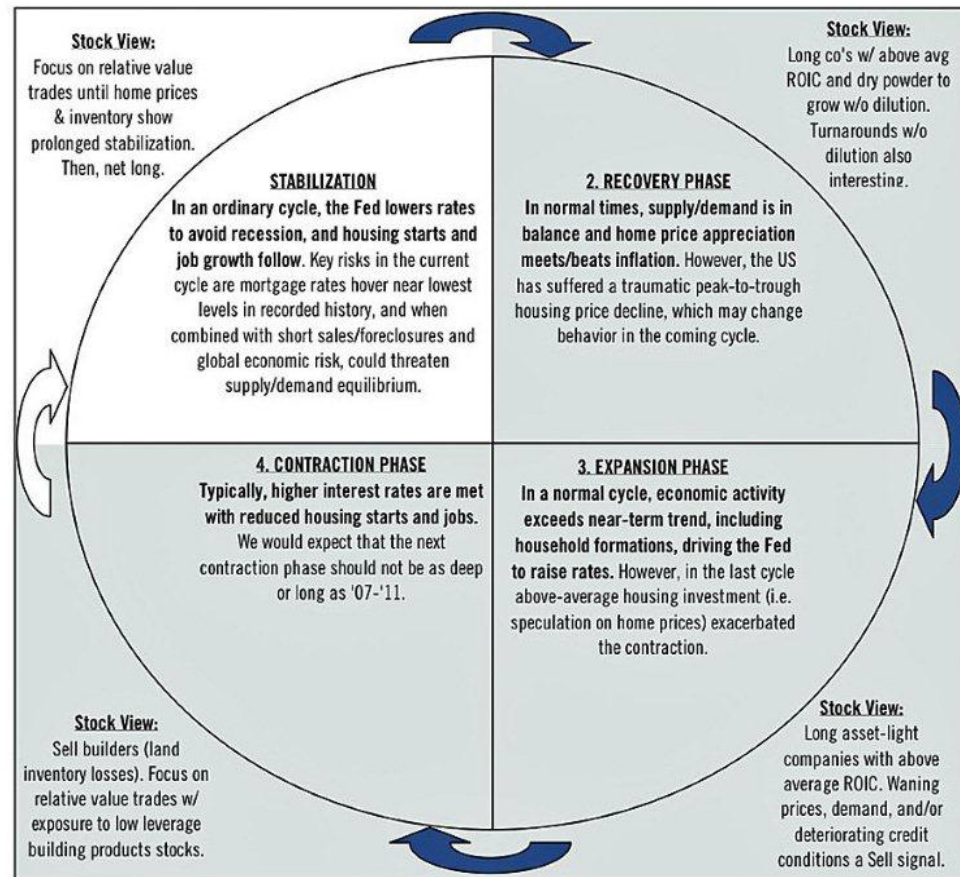 Stock View:
Focus on relative value
trades until home prices
& inventory show
prolonged stabilization.
Then, net long.
Stock View:
Long co's w/ above avg
ROIC and dry powder to
grow w/o dilution.
Turnarounds w/o
dilution also
interesting.
STABILIZATION
In an ordinary cycle, the Fed lowers rates
to avoid recession, and housing starts and
job growth follow. Key risks in the current
cycle are mortgage rates hover near lowest
levels in recorded history, and when
combined with short sales/foreclosures and
global economic risk, could threaten
supply/demand equilibrium.
2. RECOVERY PHASE
In normal times, supply/demand is in
balance and home price appreciation
meets/beats inflation. However, the US
has suffered a traumatic peak-to-trough
housing price decline, which may change
behavior in the coming cycle.
4. CONTRACTION PHASE
Typically, higher interest rates are met
with reduced housing starts and jobs.
We would expect that the next
contraction phase should not be as deep
or long as '07-'11.
3. EXPANSION PHASE
In a normal cycle, economic activity
exceeds near-term trend, including
household formations, driving the Fed
to raise rates. However, in the last cycle
above-average housing investment (i.e.
speculation on home prices) exacerbated
the contraction.
Stock View:
Sell builders (land
inventory losses). Focus on
relative value trades w/
exposure to low leverage
building products stocks.
Stock View:
Long asset-light
companies with above
average ROIC. Waning
prices, demand, and/or
deteriorating credit
conditions a Sell signal.